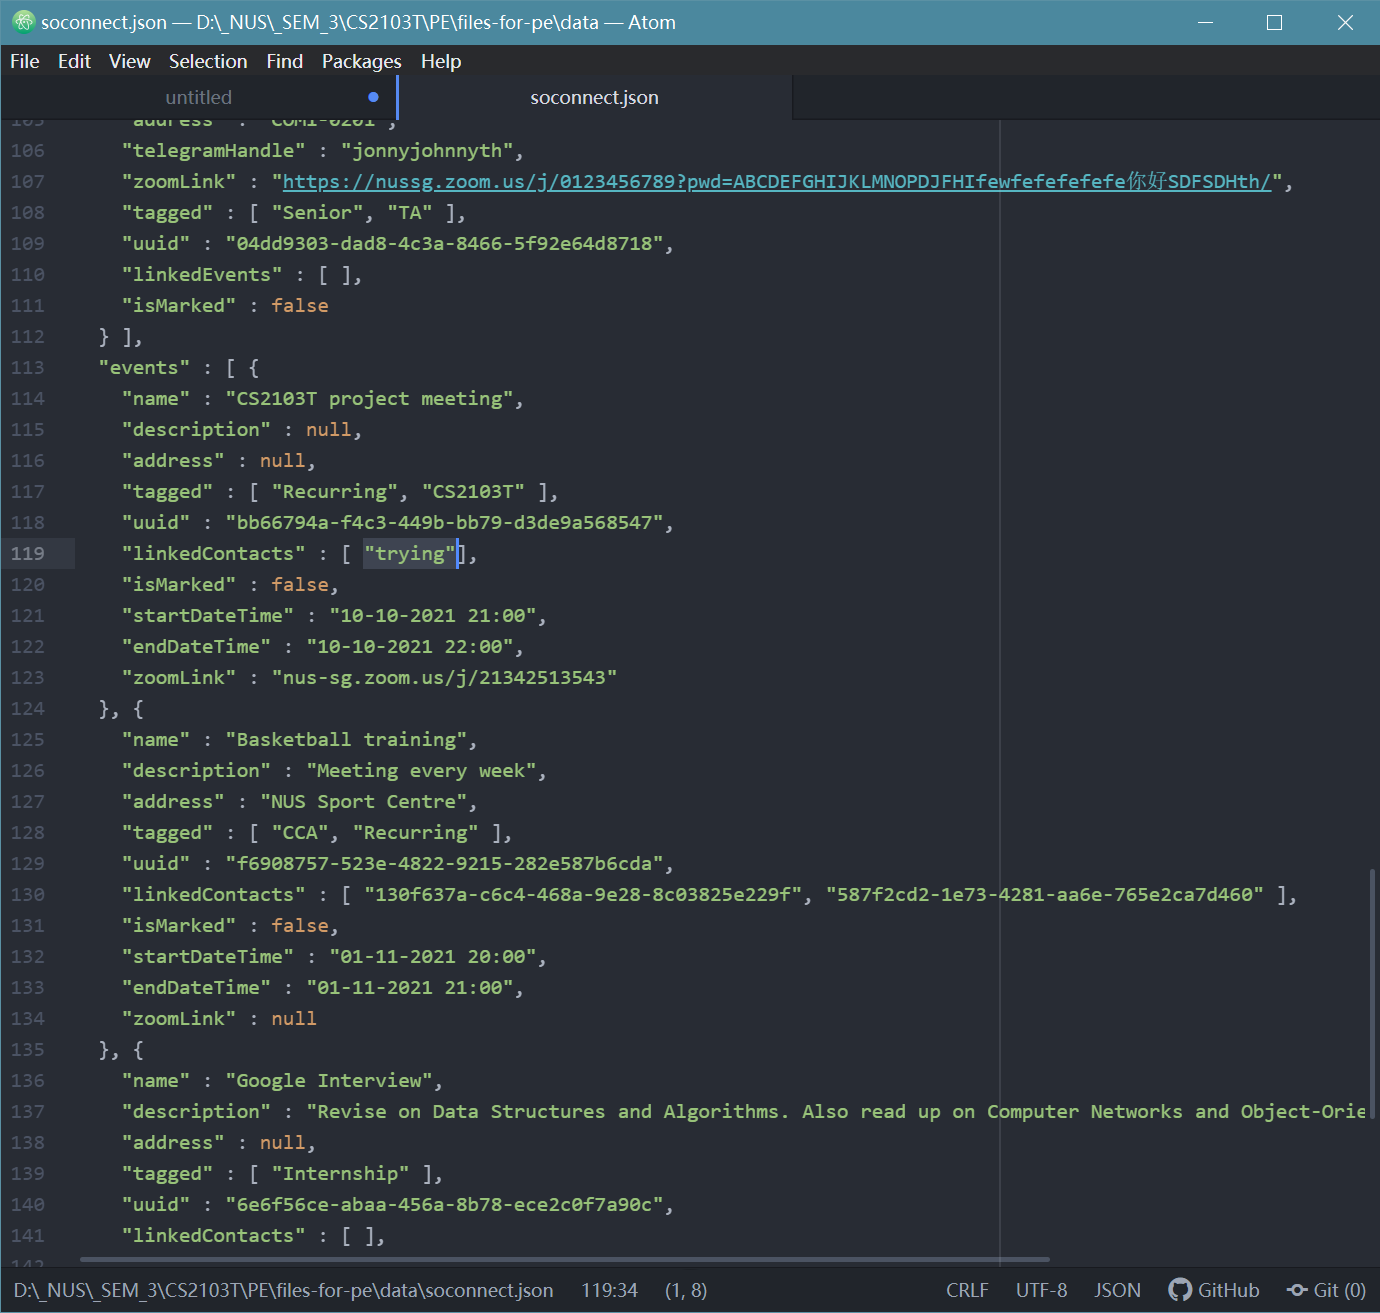 soconnect.json — D:\_NUS\_SEM_3\CS2103T\PE\files-for-pe\data — Atom
File Edit View Selection Find Packages Help
untitled soconnect.json
105 "address" : "COM1-0201",
106 "telegramHandle" : "jonnyjohnnyth",
107 "zoomLink" : "https://nussg.zoom.us/j/0123456789?pwd=ABCDEFGHIJKLMNOPDJFHIfewfefefefefe你好SDFSDHth/",
108 "tagged" : [ "Senior", "TA" ],
109 "uuid" : "04dd9303-dad8-4c3a-8466-5f92e64d8718",
110 "linkedEvents" : [ ],
111 "isMarked" : false
112 } ],
113 "events" : [ {
114 "name" : "CS2103T project meeting",
115 "description" : null,
116 "address" : null,
117 "tagged" : [ "Recurring", "CS2103T" ],
118 "uuid" : "bb66794a-f4c3-449b-bb79-d3de9a568547",
119 "linkedContacts" : [ "trying"],
120 "isMarked" : false,
121 "startDateTime" : "10-10-2021 21:00",
122 "endDateTime" : "10-10-2021 22:00",
123 "zoomLink" : "nus-sg.zoom.us/j/21342513543"
124 }, {
125 "name" : "Basketball training",
126 "description" : "Meeting every week",
127 "address" : "NUS Sport Centre",
128 "tagged" : [ "CCA", "Recurring" ],
129 "uuid" : "f6908757-523e-4822-9215-282e587b6cda",
130 "linkedContacts" : [ "130f637a-c6c4-468a-9e28-8c03825e229f", "587f2cd2-1e73-4281-aa6e-765e2ca7d460" ],
131 "isMarked" : false,
132 "startDateTime" : "01-11-2021 20:00",
133 "endDateTime" : "01-11-2021 21:00",
134 "zoomLink" : null
135 }, {
136 "name" : "Google Interview",
137 "description" : "Revise on Data Structures and Algorithms. Also read up on Computer Networks and Object-Orie
138 "address" : null,
139 "tagged" : [ "Internship" ],
140 "uuid" : "6e6f56ce-abaa-456a-8b78-ece2c0f7a90c",
141 "linkedContacts" : [ ],
142
D:\_NUS\_SEM_3\CS2103T\PE\files-for-pe\data\soconnect.json 119:34 (1, 8) CRLF UTF-8 JSON GitHub Git (0)